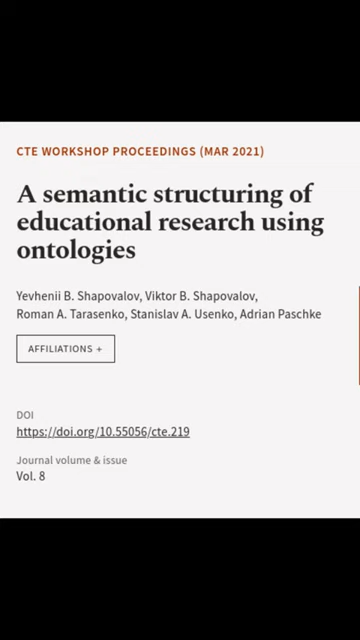 CTE WORKSHOP PROCEEDINGS (MAR 2021)
A semantic structuring of
educational research using
ontologies
Yevhenii B. Shapovalov, Viktor B. Shapovalov,
Roman A. Tarasenko, Stanislav A. Usenko, Adrian Paschke
AFFILIATIONS +
DOI
https://doi.org/10.55056/cte.219
Journal volume & issue
Vol. 8